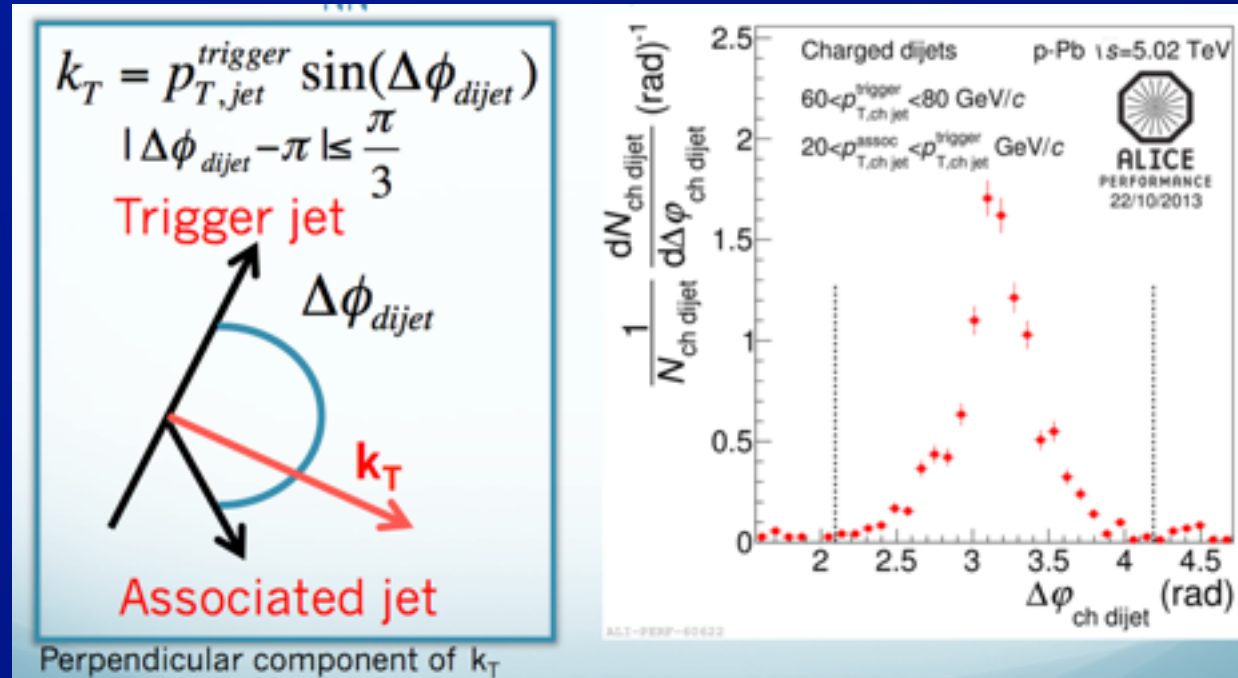 NN
k_T = p_{T,jet}^{trigger} sin(Δϕ_{dijet})
|Δϕ_{dijet}−π|≤ π/3
Trigger jet
Δϕ_{dijet}
k_T
Associated jet
Perpendicular component of k_T
1/N_{ch dijet} dN_{ch dijet}/dΔφ_{ch dijet} (rad)^{-1}
2.5
2
1.5
1
0.5
0
Charged dijets p-Pb √s=5.02 TeV
60<p_{T,ch jet}^{trigger}<80 GeV/c
20<p_{T,ch jet}^{assoc}<p_{T,ch jet}^{trigger} GeV/c
ALICE
PERFORMANCE
22/10/2013
2 2.5 3 3.5 4 4.5
Δφ_{ch dijet} (rad)
ALI-PERF-60622